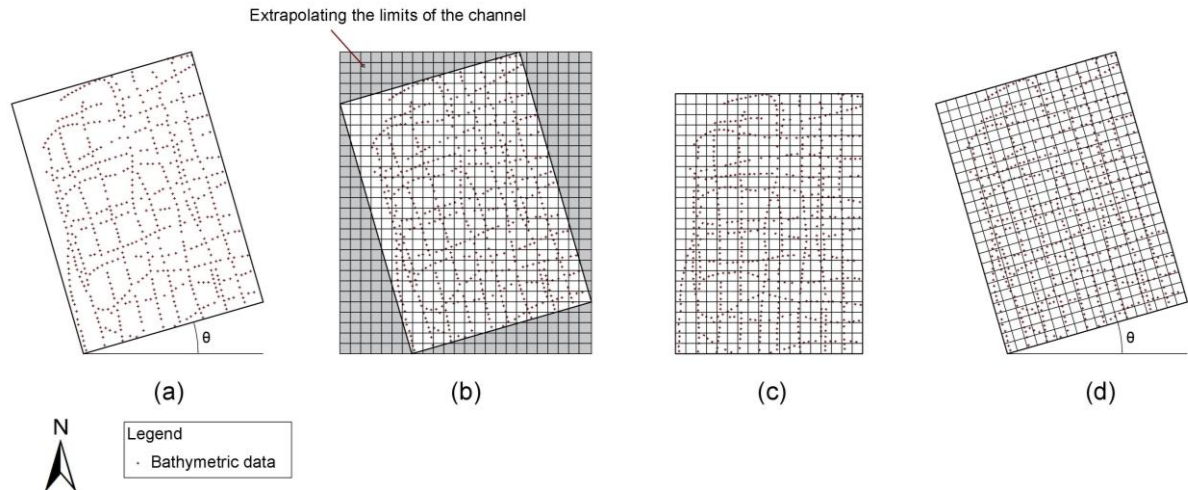 Extrapolating the limits of the channel
θ
θ
(a)
(b)
(c)
(d)
N
Legend
Bathymetric data